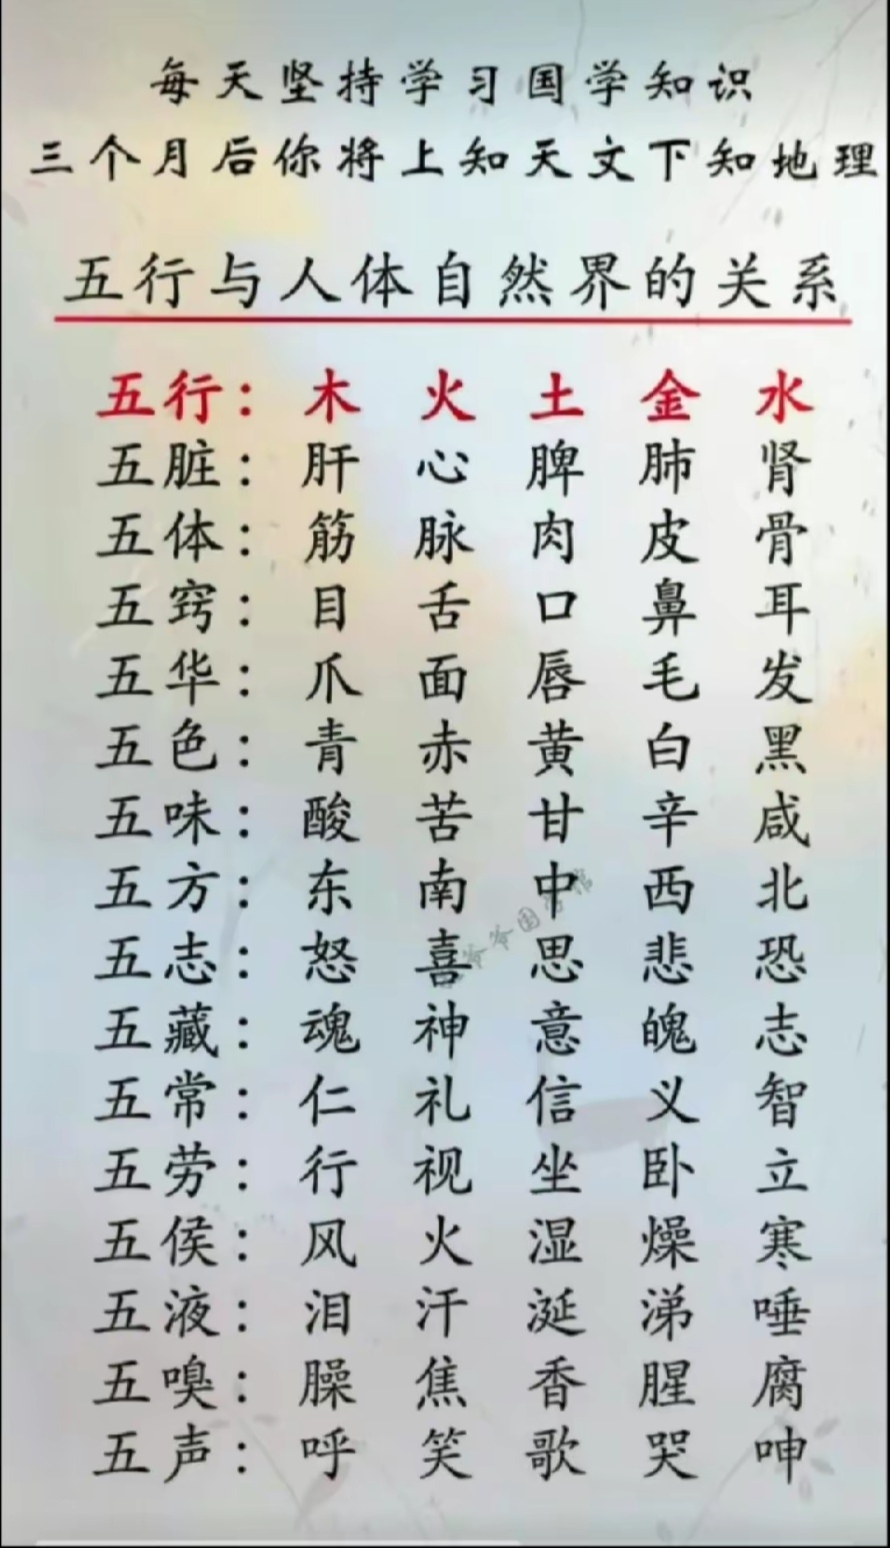 每天坚持学习国学知识
三个月后你将上知天文下知地理
五行与人体自然界的关系
五行: 木 火 土 金 水
五脏: 肝 心 脾 肺 肾
五体: 筋 脉 肉 皮 骨
五窍: 目 舌 口 鼻 耳
五华: 爪 面 唇 毛 发
五色: 青 赤 黄 白 黑
五味: 酸 苦 甘 辛 咸
五方: 东 南 中 西 北
五志: 怒 喜 思 悲 恐
五藏: 魂 神 意 魄 志
五常: 仁 礼 信 义 智
五劳: 行 视 坐 卧 立
五侯: 风 火 湿 燥 寒
五液: 泪 汗 涎 涕 唾
五嗅: 臊 焦 香 腥 腐
五声: 呼 笑 歌 哭 呻